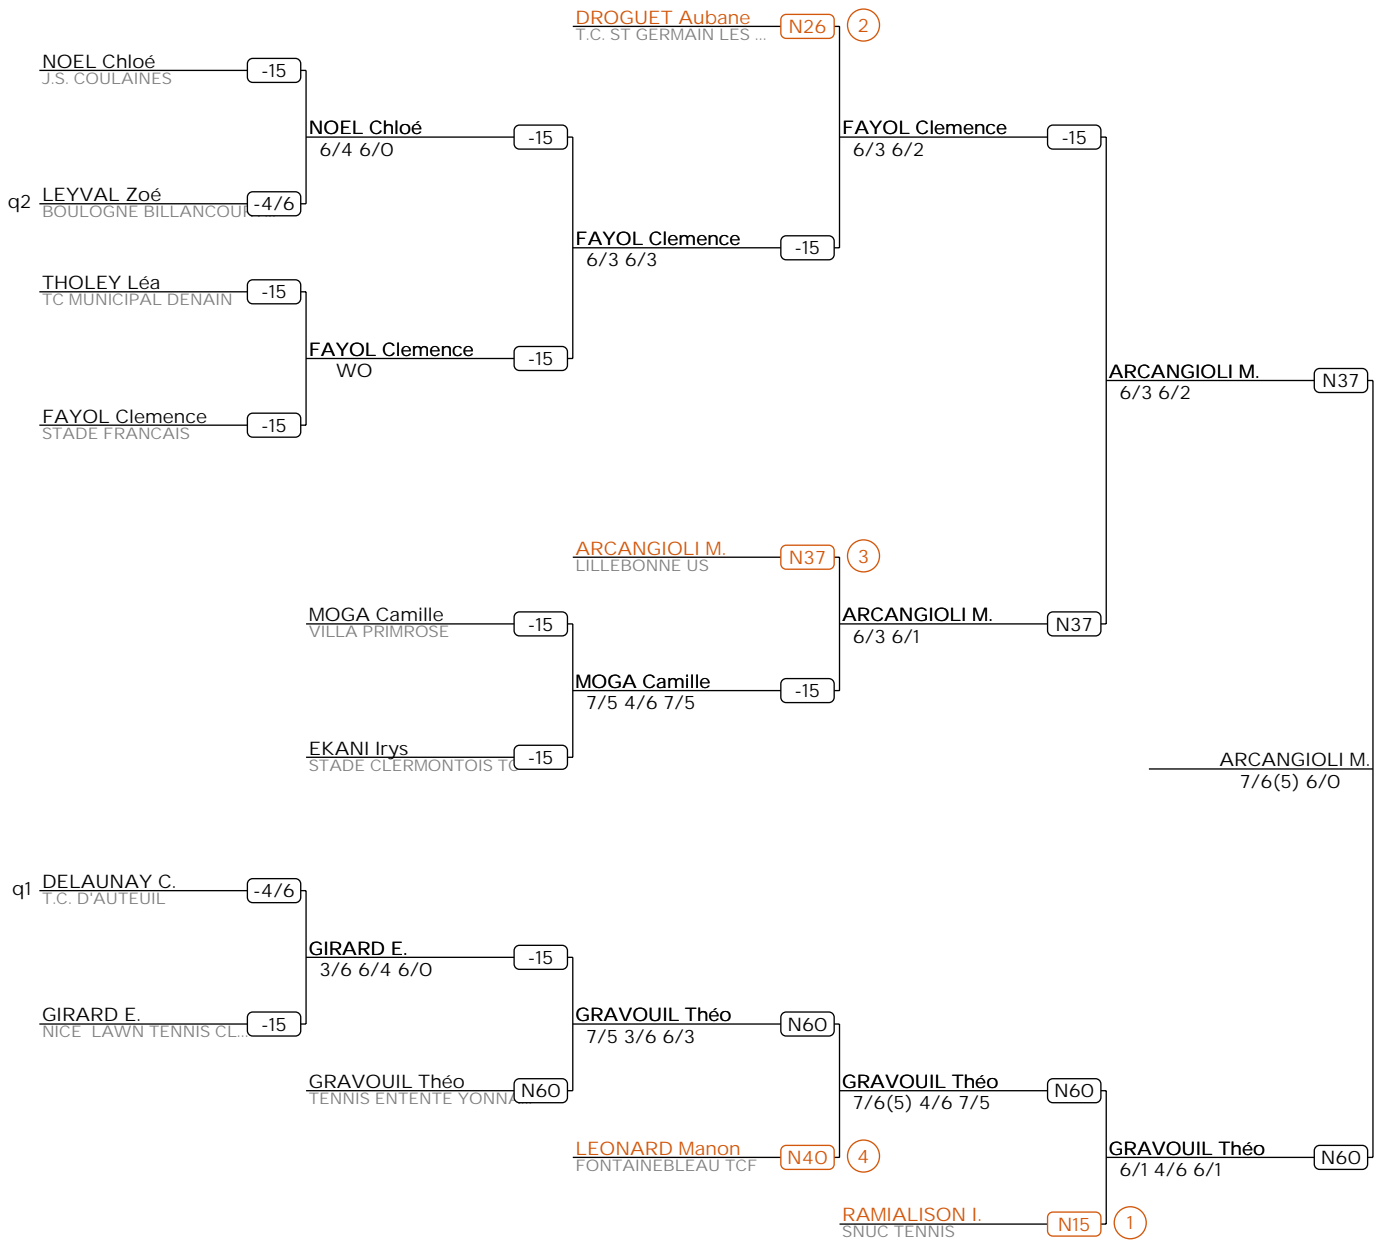 DROGUET Aubane
T.C. ST GERMAIN LES ...
N26
2
NOEL Chloé
J.S. COULAINES
-15
NOEL Chloé
6/4 6/0
-15
FAYOL Clemence
6/3 6/2
-15
q2
LEYVAL Zoé
BOULOGNE BILLANCOU
-4/6
FAYOL Clemence
6/3 6/3
-15
THOLEY Léa
TC MUNICIPAL DENAIN
-15
FAYOL Clemence
WO
-15
ARCANGIOLI M.
6/3 6/2
N37
FAYOL Clemence
STADE FRANCAIS
-15
ARCANGIOLI M.
LILLEBONNE US
N37
3
MOGA Camille
VILLA PRIMROSE
-15
ARCANGIOLI M.
6/3 6/1
N37
MOGA Camille
7/5 4/6 7/5
-15
EKANI Irys
STADE CLERMONTOIS TC
-15
ARCANGIOLI M.
7/6(5) 6/0
q1
DELAUNAY C.
T.C. D'AUTEUIL
-4/6
GIRARD E.
3/6 6/4 6/0
-15
GIRARD E.
NICE LAWN TENNIS CL...
-15
GRAVOUIL Théo
7/5 3/6 6/3
N60
GRAVOUIL Théo
TENNIS ENTENTE YONNA
N60
GRAVOUIL Théo
7/6(5) 4/6 7/5
N60
LEONARD Manon
FONTAINEBLEAU TCF
N40
4
GRAVOUIL Théo
6/1 4/6 6/1
N60
RAMIALISON I.
SNUC TENNIS
N15
1